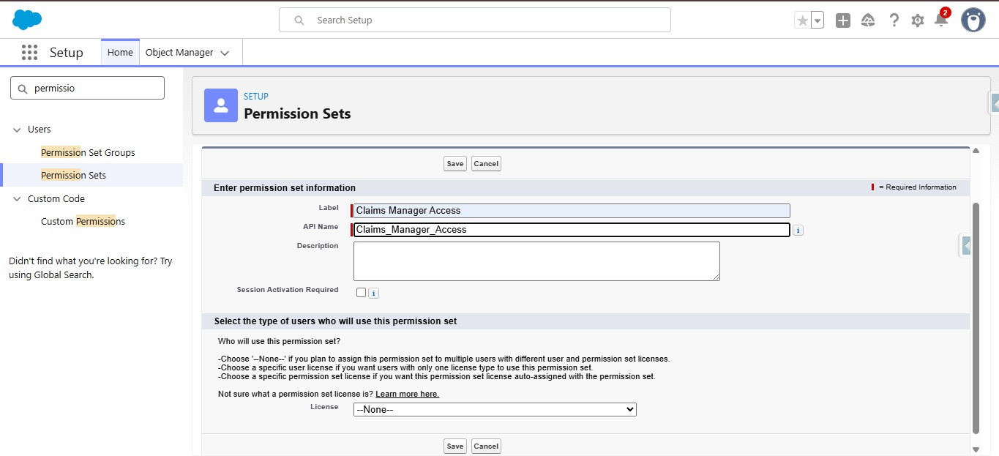 Search Setup
2
Setup
Home
Object Manager
permissio
Users
Permission Set Groups
Permission Sets
Custom Code
Custom Permissions
Didn't find what you're looking for? Try
using Global Search.
SETUP
Permission Sets
Save Cancel
Enter permission set information
= Required Information
Label Claims Manager Access
API Name Claims_Manager_Access i
Description
Session Activation Required i
Select the type of users who will use this permission set
Who will use this permission set?
-Choose '--None--' if you plan to assign this permission set to multiple users with different user and permission set licenses.
-Choose a specific user license if you want users with only one license type to use this permission set.
-Choose a specific permission set license if you want this permission set license auto-assigned with the permission set.
Not sure what a permission set license is? Learn more here.
License --None--
Save Cancel